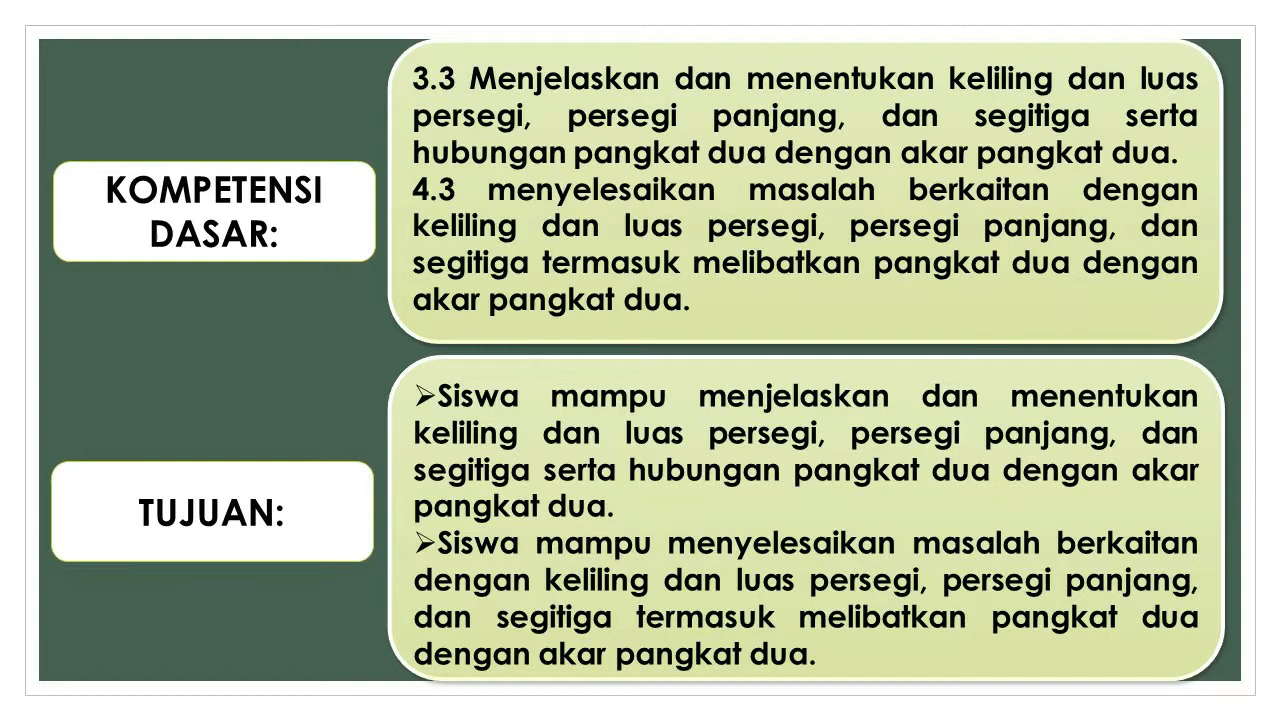 KOMPETENSI
DASAR:
3.3 Menjelaskan dan menentukan keliling dan luas
persegi, persegi panjang, dan segitiga serta
hubungan pangkat dua dengan akar pangkat dua.
4.3 menyelesaikan masalah berkaitan dengan
keliling dan luas persegi, persegi panjang, dan
segitiga termasuk melibatkan pangkat dua dengan
akar pangkat dua.
TUJUAN:
➢Siswa mampu menjelaskan dan menentukan
keliling dan luas persegi, persegi panjang, dan
segitiga serta hubungan pangkat dua dengan akar
pangkat dua.
➢Siswa mampu menyelesaikan masalah berkaitan
dengan keliling dan luas persegi, persegi panjang,
dan segitiga termasuk melibatkan pangkat dua
dengan akar pangkat dua.